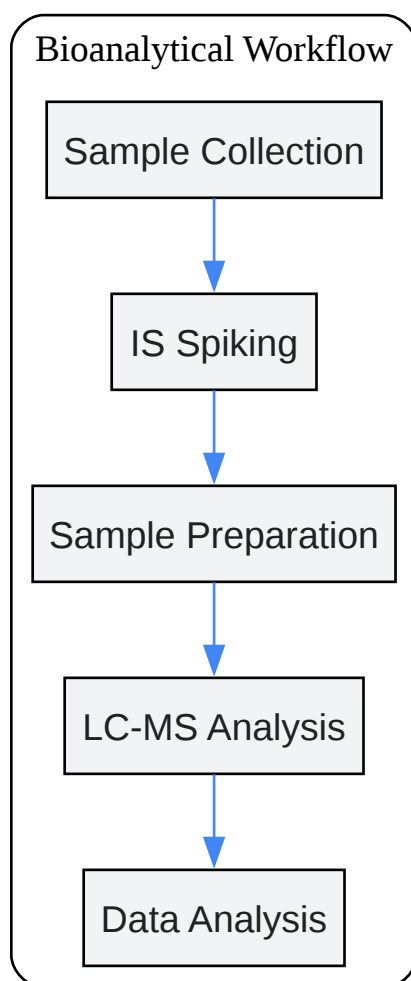 Bioanalytical Workflow
Sample Collection
IS Spiking
Sample Preparation
LC-MS Analysis
Data Analysis